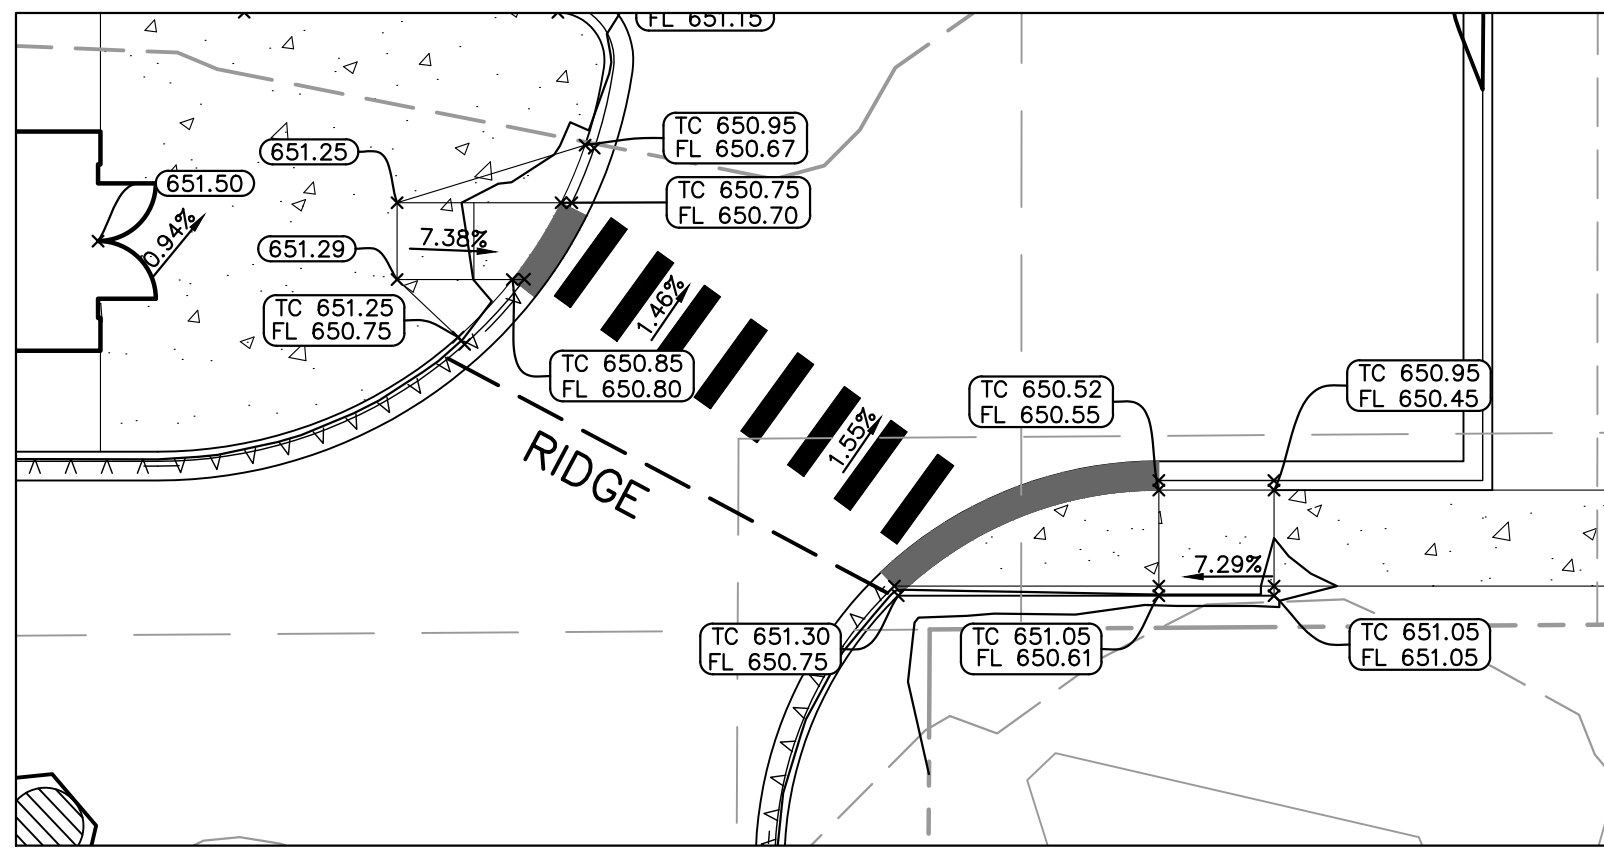 FL 651.15
TC 650.95
FL 650.67
651.25
651.50
TC 650.75
FL 650.70
0.94%
7.38%
651.29
TC 651.25
FL 650.75
1.46%
TC 650.85
FL 650.80
TC 650.52
FL 650.55
TC 650.95
FL 650.45
1.55%
RIDGE
7.29%
TC 651.30
FL 650.75
TC 651.05
FL 650.61
TC 651.05
FL 651.05